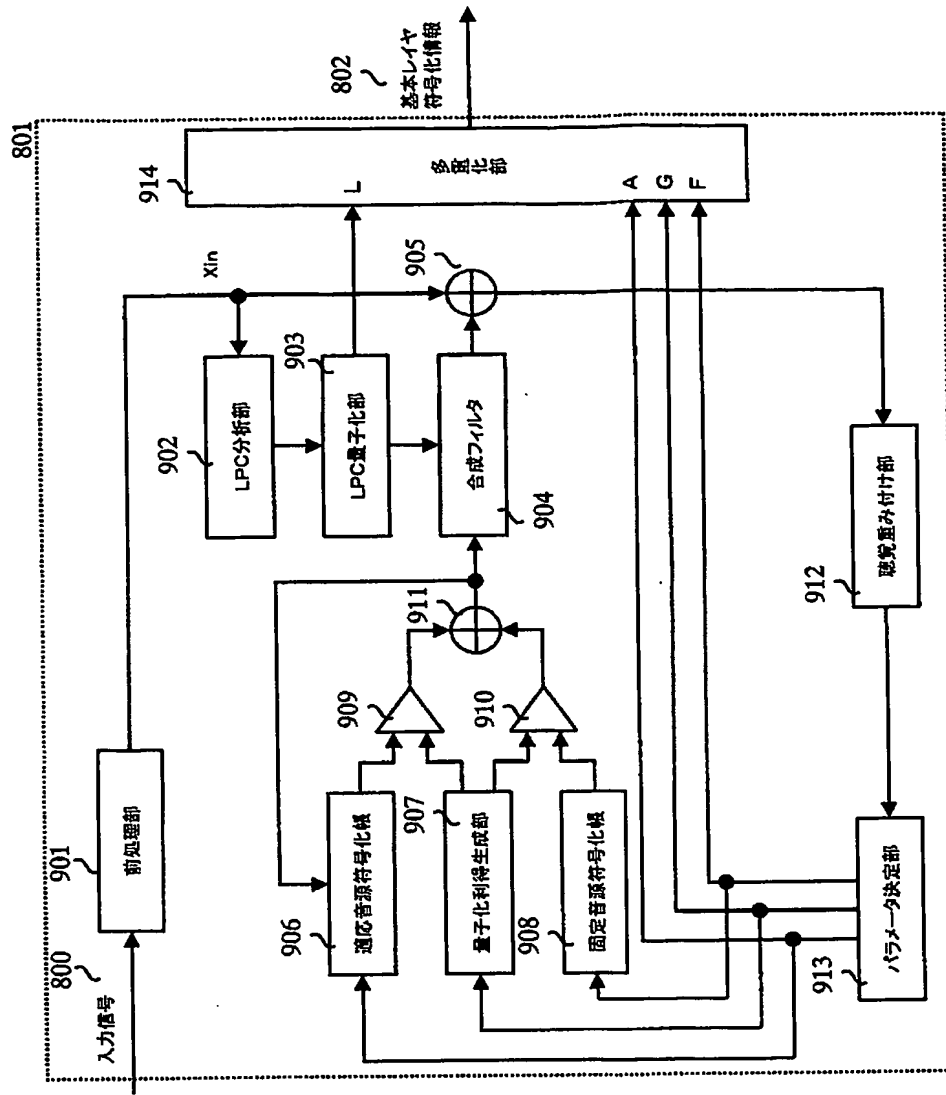 801
入力信号
800
901
前処理部
Xin
902
LPC分析部
903
LPC量子化部
904
合成フィルタ
905
906
適応音源符号化帳
907
量子化利得生成部
908
固定音源符号化帳
909
910
911
912
聴覚重み付け部
913
パラメータ決定部
914
多重化部
L
A
G
F
802
基本レイヤ
符号化情報